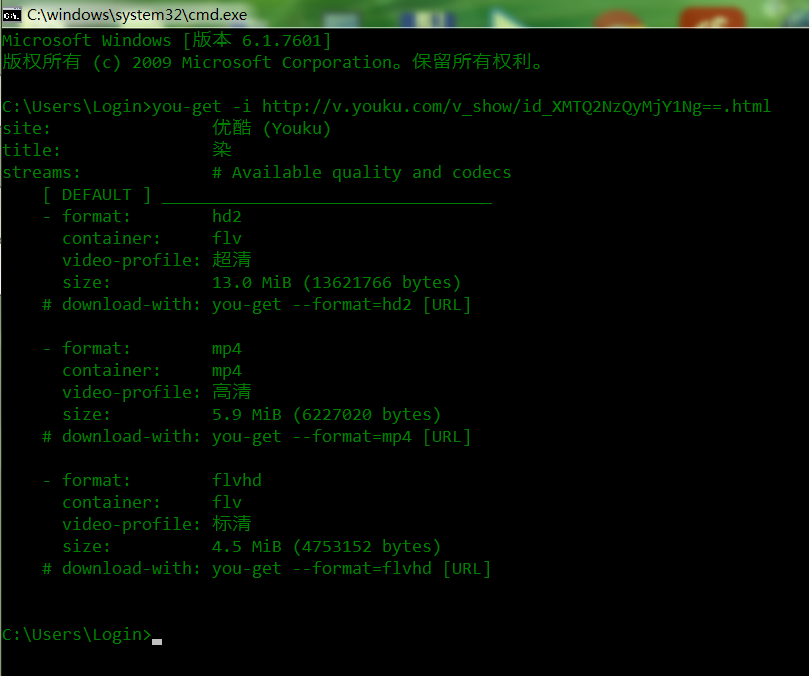 C:\windows\system32\cmd.exe
Microsoft Windows [版本 6.1.7601]
版权所有 (c) 2009 Microsoft Corporation。保留所有权利。
C:\Users\Login>you-get -i http://v.youku.com/v_show/id_XMTQ2NzQyMjY1Ng==.html
site: 优酷 (Youku)
title: 染
streams: # Available quality and codecs
[ DEFAULT ] _________________________________
- format: hd2
container: flv
video-profile: 超清
size: 13.0 MiB (13621766 bytes)
# download-with: you-get --format=hd2 [URL]
- format: mp4
container: mp4
video-profile: 高清
size: 5.9 MiB (6227020 bytes)
# download-with: you-get --format=mp4 [URL]
- format: flvhd
container: flv
video-profile: 标清
size: 4.5 MiB (4753152 bytes)
# download-with: you-get --format=flvhd [URL]
C:\Users\Login>